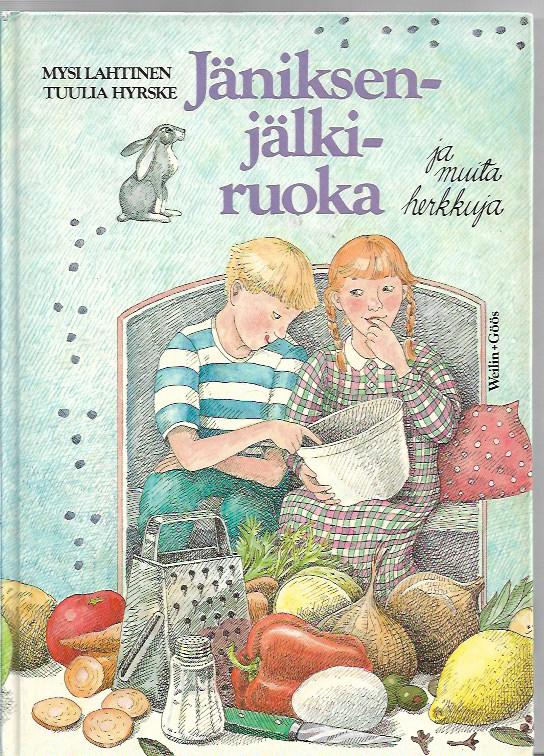 MYSI LAHTINEN
TUULIA HYRSKE
Jäniksen-
jälki-
ruoka
ja
muita
herkkuja
Weilin+Göös